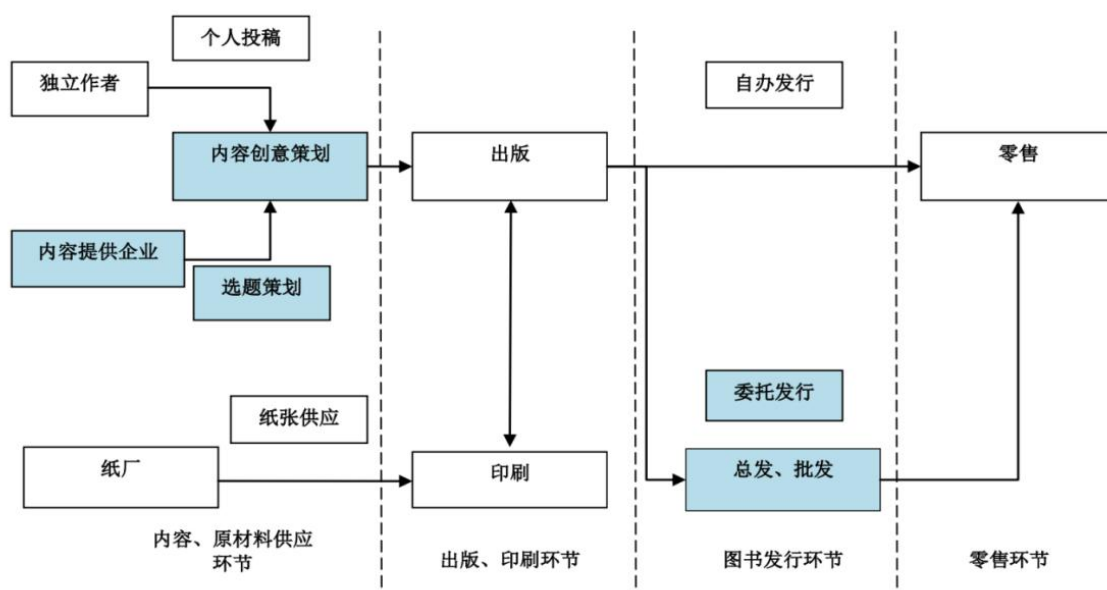 个人投稿
独立作者
自办发行
内容创意策划
出版
零售
内容提供企业
选题策划
委托发行
纸张供应
纸厂
印刷
总发、批发
内容、原材料供应
环节
出版、印刷环节
图书发行环节
零售环节